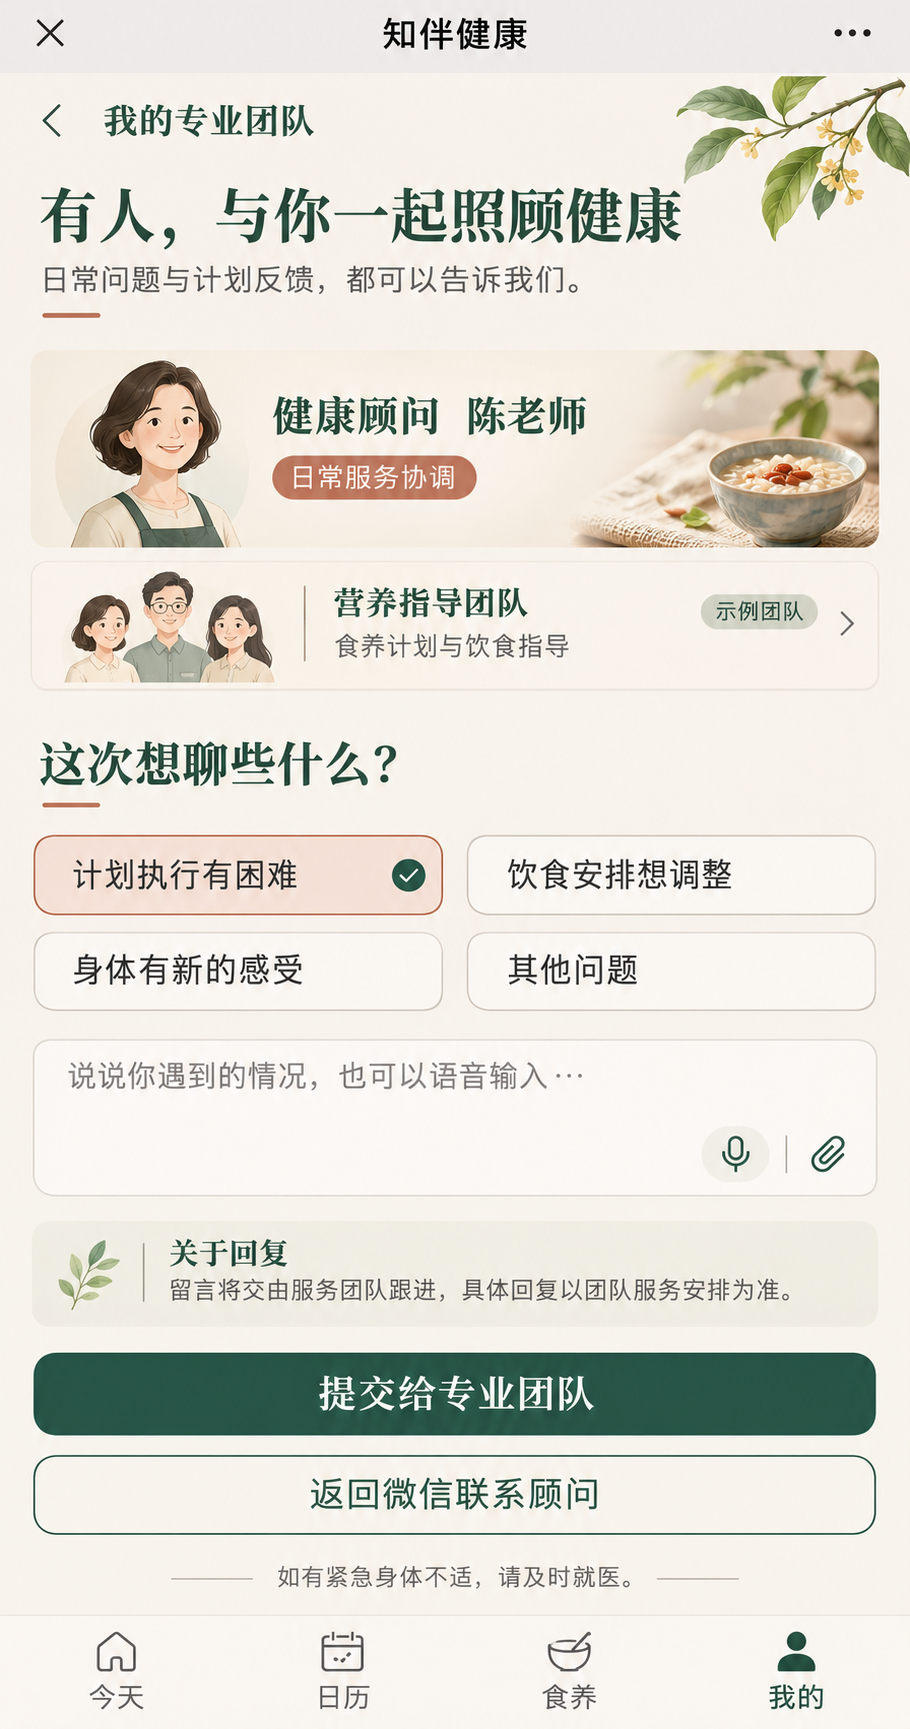 知伴健康
我的专业团队
有人，与你一起照顾健康
日常问题与计划反馈，都可以告诉我们。
健康顾问 陈老师
日常服务协调
营养指导团队
示例团队
食养计划与饮食指导
这次想聊些什么？
计划执行有困难
饮食安排想调整
身体有新的感受
其他问题
说说你遇到的情况，也可以语音输入…
关于回复
留言将交由服务团队跟进，具体回复以团队服务安排为准。
提交给专业团队
返回微信联系顾问
如有紧急身体不适，请及时就医。
今天
日历
食养
我的